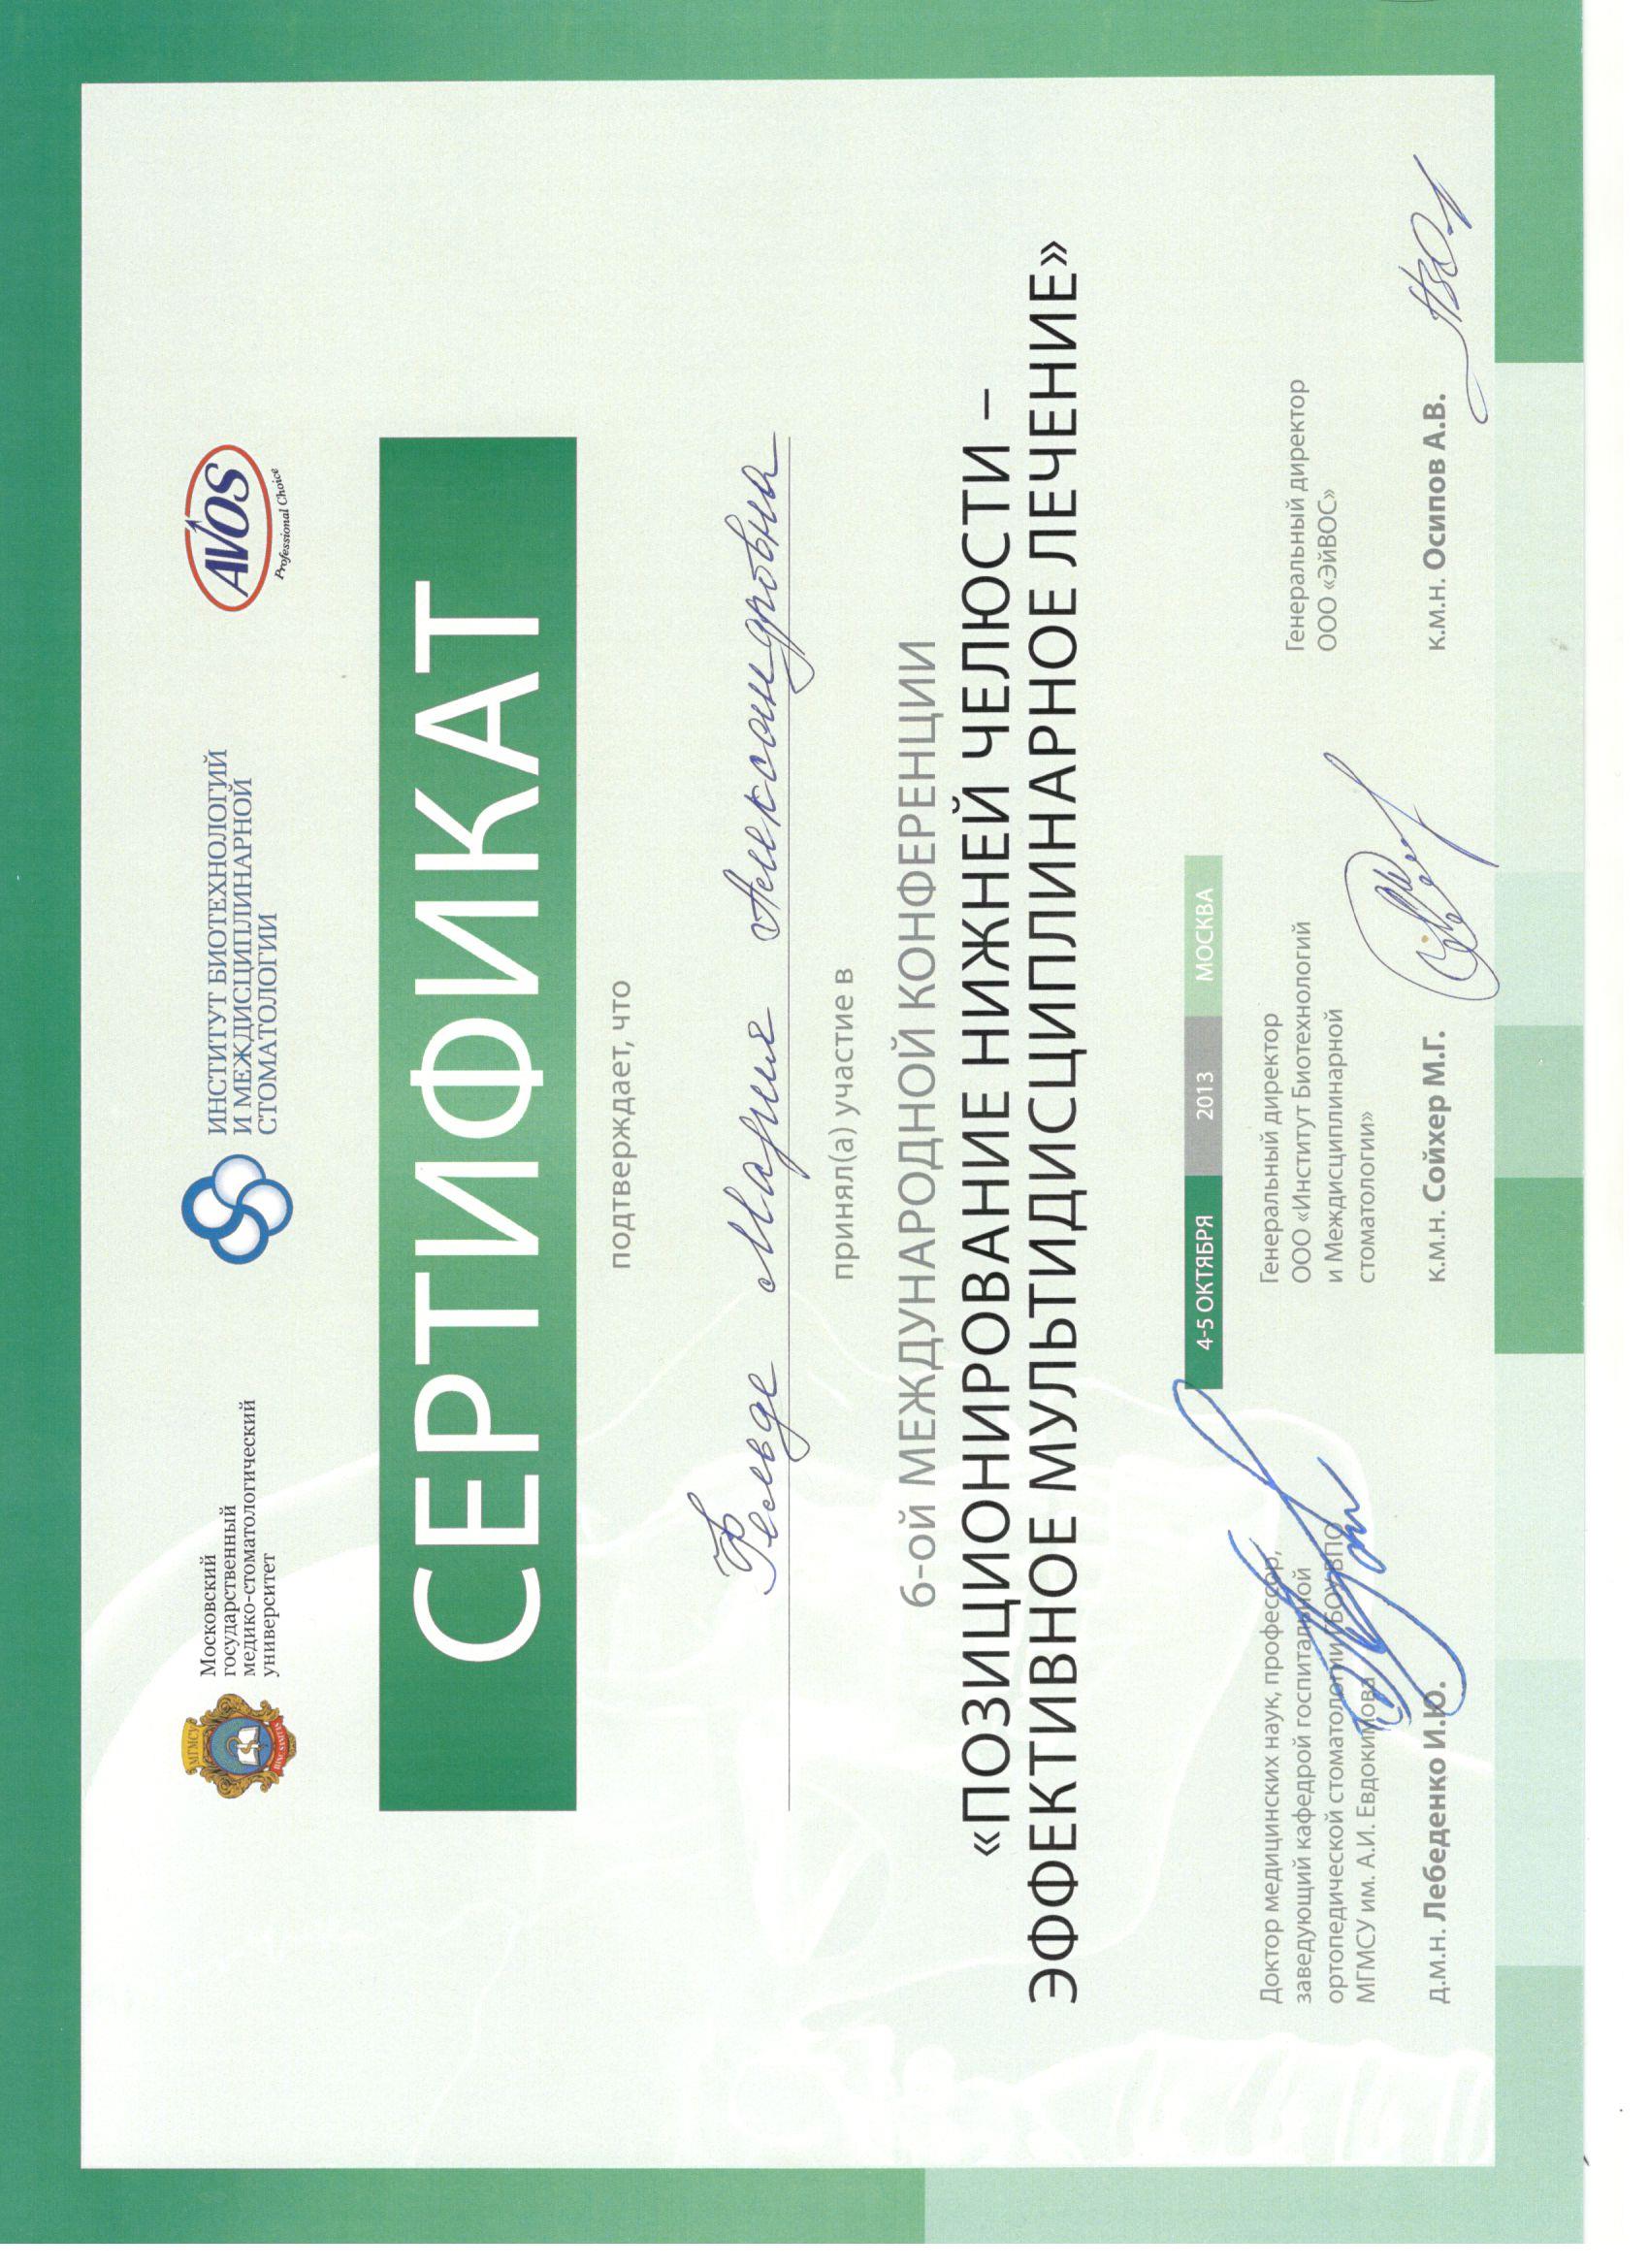 МГМСУ
Московский
государственный
медико-стоматологический
университет
ИНСТИТУТ БИОТЕХНОЛОГИЙ
И МЕЖДИСЦИПЛИНАРНОЙ
СТОМАТОЛОГИИ
AVOS
Professional Choice
СЕРТИФИКАТ
подтверждает, что
Мария Александровна
принял(а) участие в
6-ой МЕЖДУНАРОДНОЙ КОНФЕРЕНЦИИ
«ПОЗИЦИОНИРОВАНИЕ НИЖНЕЙ ЧЕЛЮСТИ –
ЭФФЕКТИВНОЕ МУЛЬТИДИСЦИПЛИНАРНОЕ ЛЕЧЕНИЕ»
4-5 ОКТЯБРЯ 2013 МОСКВА
Доктор медицинских наук, профессор,
заведующий кафедрой госпитальной
ортопедической стоматологии ГБОУ ВПО
МГМСУ им. А.И. Евдокимова
д.м.н. Лебеденко И.Ю.
Генеральный директор
ООО «Институт Биотехнологий
и Междисциплинарной
стоматологии»
к.м.н. Сойхер М.Г.
Генеральный директор
ООО «ЭйВОС»
к.м.н. Осипов А.В.